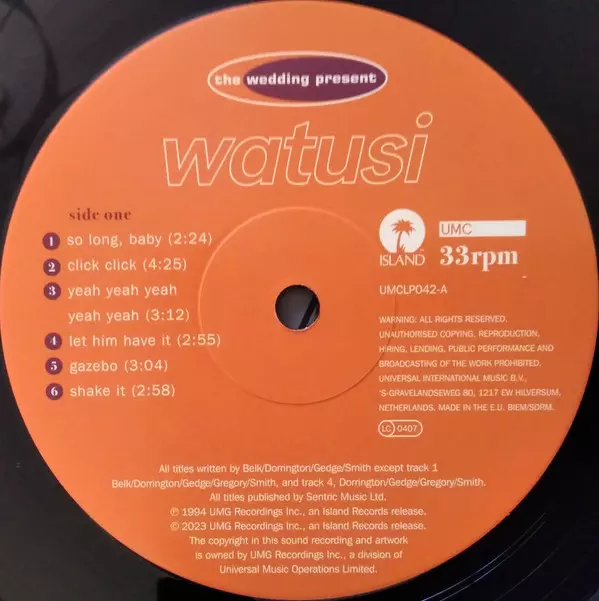 the wedding present
watusi
side one
1 so long, baby (2:24)
2 click click (4:25)
3 yeah yeah yeah
yeah yeah (3:12)
4 let him have it (2:55)
5 gazebo (3:04)
6 shake it (2:58)
ISLAND
UMC
33rpm
UMCLP042-A
WARNING: ALL RIGHTS RESERVED.
UNAUTHORISED COPYING, REPRODUCTION,
HIRING, LENDING, PUBLIC PERFORMANCE AND
BROADCASTING OF THE WORK PROHIBITED.
UNIVERSAL INTERNATIONAL MUSIC B.V.,
'S-GRAVELANDSEWEG 80, 1217 EW HILVERSUM,
NETHERLANDS. MADE IN THE E.U. BIEM/SDRM.
LC 0407
All titles written by Belk/Dorrington/Gedge/Smith except track 1
Belk/Dorrington/Gedge/Gregory/Smith, and track 4, Dorrington/Gedge/Gregory/Smith.
All titles published by Sentric Music Ltd.
℗ 1994 UMG Recordings Inc., an Island Records release.
© 2023 UMG Recordings Inc., an Island Records release.
The copyright in this sound recording and artwork
is owned by UMG Recordings Inc., a division of
Universal Music Operations Limited.